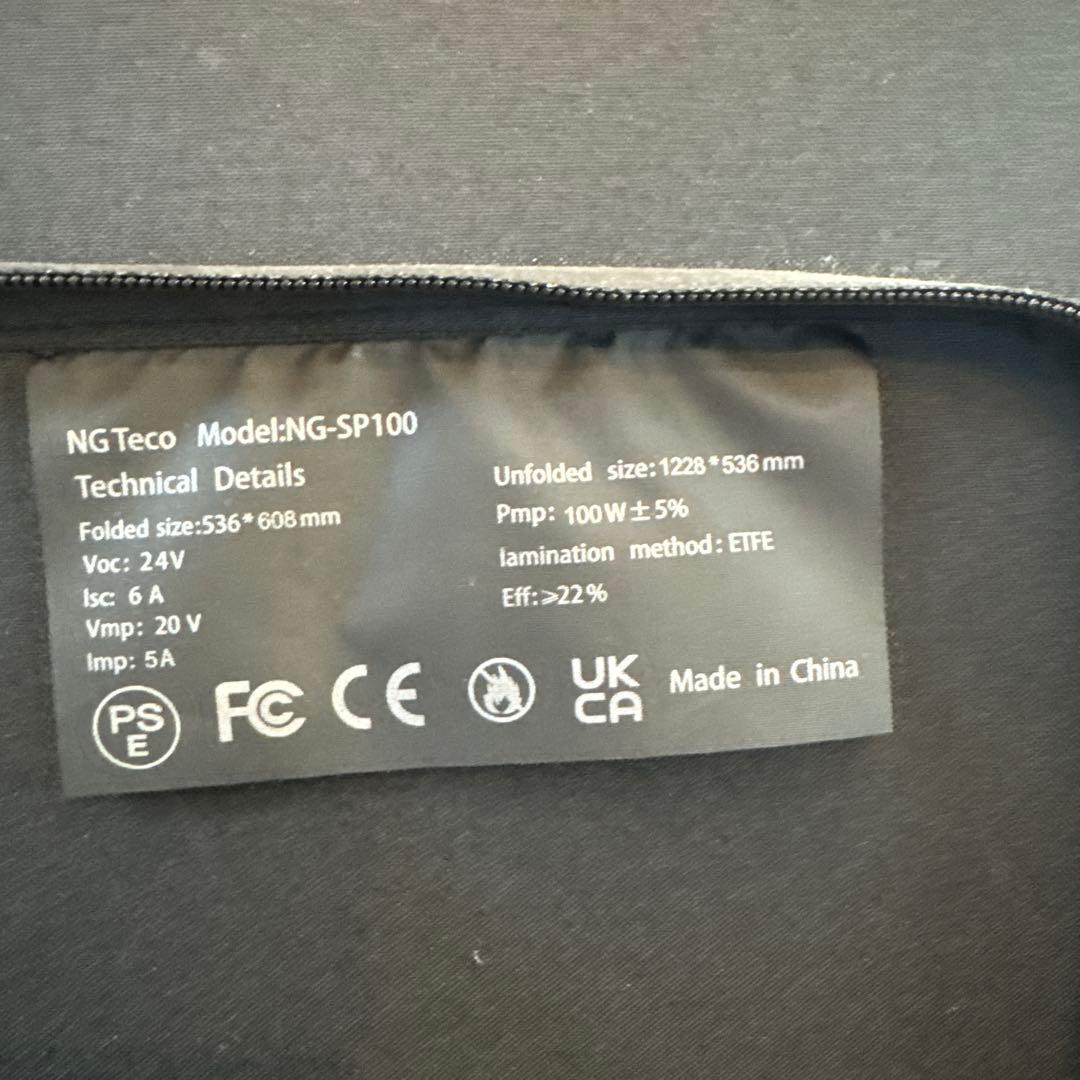 NGTeco Model:NG-SP100
Technical Details
Folded size:536*608mm
Voc: 24V
Isc: 6 A
Vmp: 20 V
Imp: 5A
Unfolded size:1228*536mm
Pmp: 100W±5%
lamination method: ETFE
Eff:⩾22%
PS
E
FC CE
UK
CA
Made in China